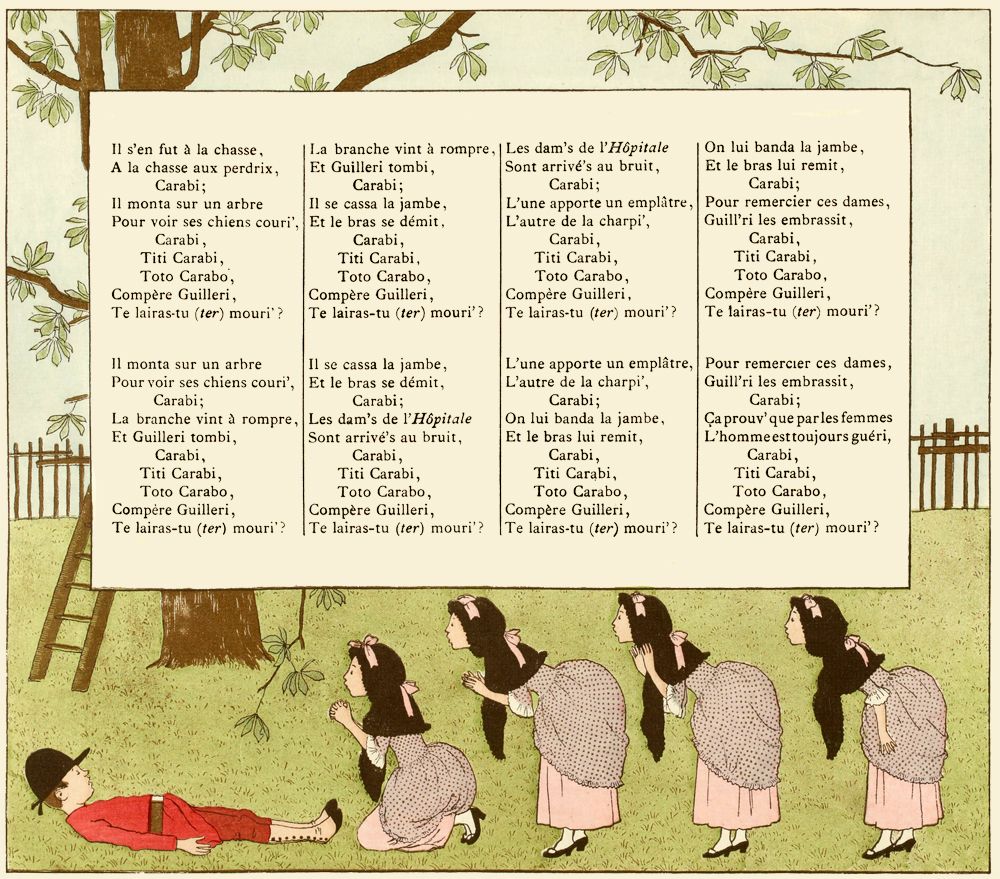 Il s'en fut à la chasse,
A la chasse aux perdrix,
Carabi;
Il monta sur un arbre
Pour voir ses chiens couri',
Carabi,
Titi Carabi,
Toto Carabo,
Compère Guilleri,
Te lairas-tu (ter) mouri'?
Il monta sur un arbre
Pour voir ses chiens couri',
Carabi;
La branche vint à rompre,
Et Guilleri tombi,
Carabi,
Titi Carabi,
Toto Carabo,
Compère Guilleri,
Te lairas-tu (ter) mouri'?
La branche vint à rompre,
Et Guilleri tombi,
Carabi;
Il se cassa la jambe,
Et le bras se démit,
Carabi,
Titi Carabi,
Toto Carabo,
Compère Guilleri,
Te lairas-tu (ter) mouri'?
Il se cassa la jambe,
Et le bras se démit,
Carabi;
Les dam's de l'Hôpitale
Sont arrivé's au bruit,
Carabi,
Titi Carabi,
Toto Carabo,
Compère Guilleri,
Te lairas-tu (ter) mouri'?
Les dam's de l'Hôpitale
Sont arrivé's au bruit,
Carabi;
L'une apporte un emplâtre,
L'autre de la charpi',
Carabi,
Titi Carabi,
Toto Carabo,
Compère Guilleri,
Te lairas-tu (ter) mouri'?
L'une apporte un emplâtre,
L'autre de la charpi',
Carabi;
On lui banda la jambe,
Et le bras lui remit,
Carabi,
Titi Carabi,
Toto Carabo,
Compère Guilleri,
Te lairas-tu (ter) mouri'?
On lui banda la jambe,
Et le bras lui remit,
Carabi;
Pour remercier ces dames,
Guill'ri les embrassit,
Carabi,
Titi Carabi,
Toto Carabo,
Compère Guilleri,
Te lairas-tu (ter) mouri'?
Pour remercier ces dames,
Guill'ri les embrassit,
Carabi;
Ça prouv' que par les femmes
L'homme est toujours guéri,
Carabi,
Titi Carabi,
Toto Carabo,
Compère Guilleri,
Te lairas-tu (ter) mouri'?